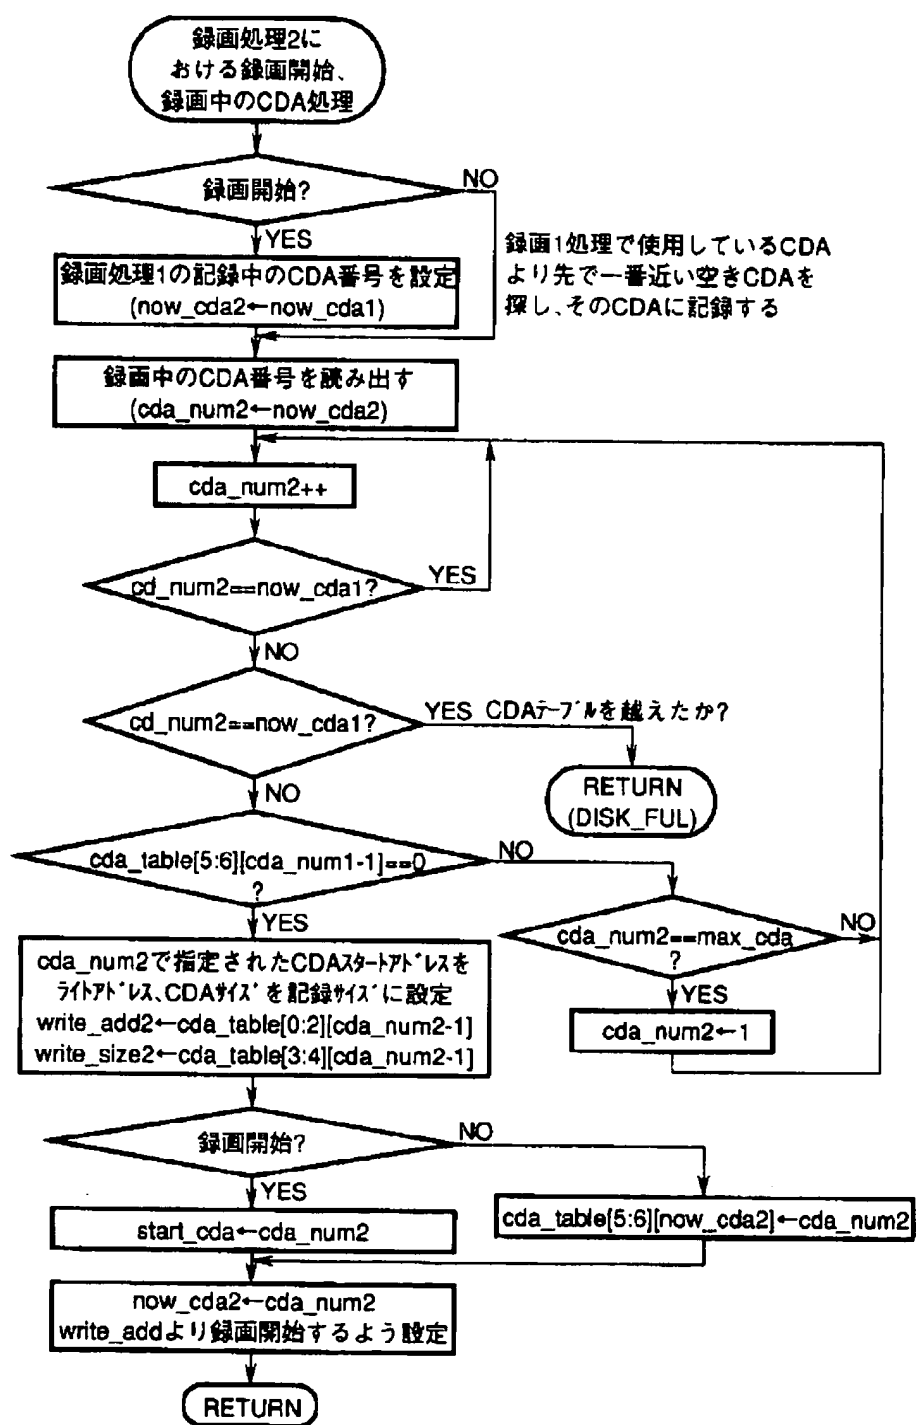 録画処理2に
おける録画開始、
録画中のCDA処理
録画開始?
NO
YES
録画1処理で使用しているCDA
より先で一番近い空きCDAを
探し、そのCDAに記録する
録画処理1の記録中のCDA番号を設定
(now_cda2←now_cda1)
録画中のCDA番号を読み出す
(cda_num2←now_cda2)
cda_num2++
cd_num2==now_cda1?
YES
NO
cd_num2==now_cda1?
YES CDAテーブルを越えたか?
RETURN
(DISK_FUL)
NO
cda_table[5:6][cda_num1-1]==0
?
NO
YES
cda_num2==max_cda
?
NO
YES
cda_num2←1
cda_num2で指定されたCDAスタートアドレスを
ライトアドレス、CDAサイズを記録サイズに設定
write_add2←cda_table[0:2][cda_num2-1]
write_size2←cda_table[3:4][cda_num2-1]
録画開始?
NO
YES
start_cda←cda_num2
cda_table[5:6][now_cda2]←cda_num2
now_cda2←cda_num2
write_addより録画開始するよう設定
RETURN